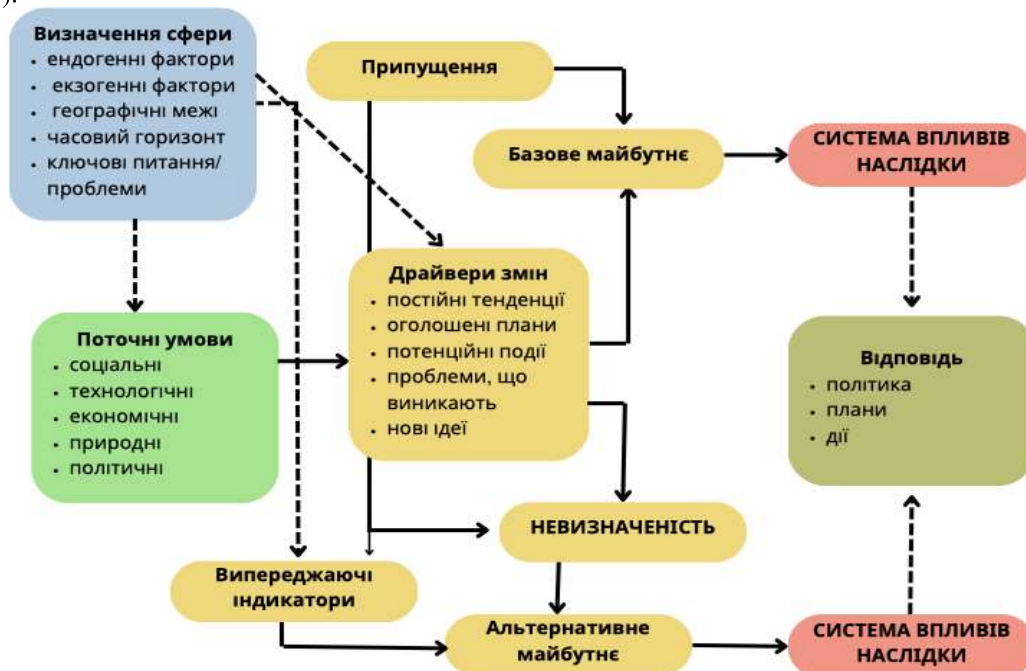 ).
Визначення сфери
• ендогенні фактори
• екзогенні фактори
• географічні межі
• часовий горизонт
• ключові питання/
проблеми
Припущення
Базове майбутнє
СИСТЕМА ВПЛИВІВ
НАСЛІДКИ
Драйвери змін
• постійні тенденції
• оголошені плани
• потенційні події
• проблеми, що
виникають
• нові ідеї
Поточні умови
• соціальні
• технологічні
• економічні
• природні
• політичні
Відповідь
• політика
• плани
• дії
НЕВИЗНАЧЕНІСТЬ
Випереджаючі
індикатори
Альтернативне
майбутнє
СИСТЕМА ВПЛИВІВ
НАСЛІДКИ